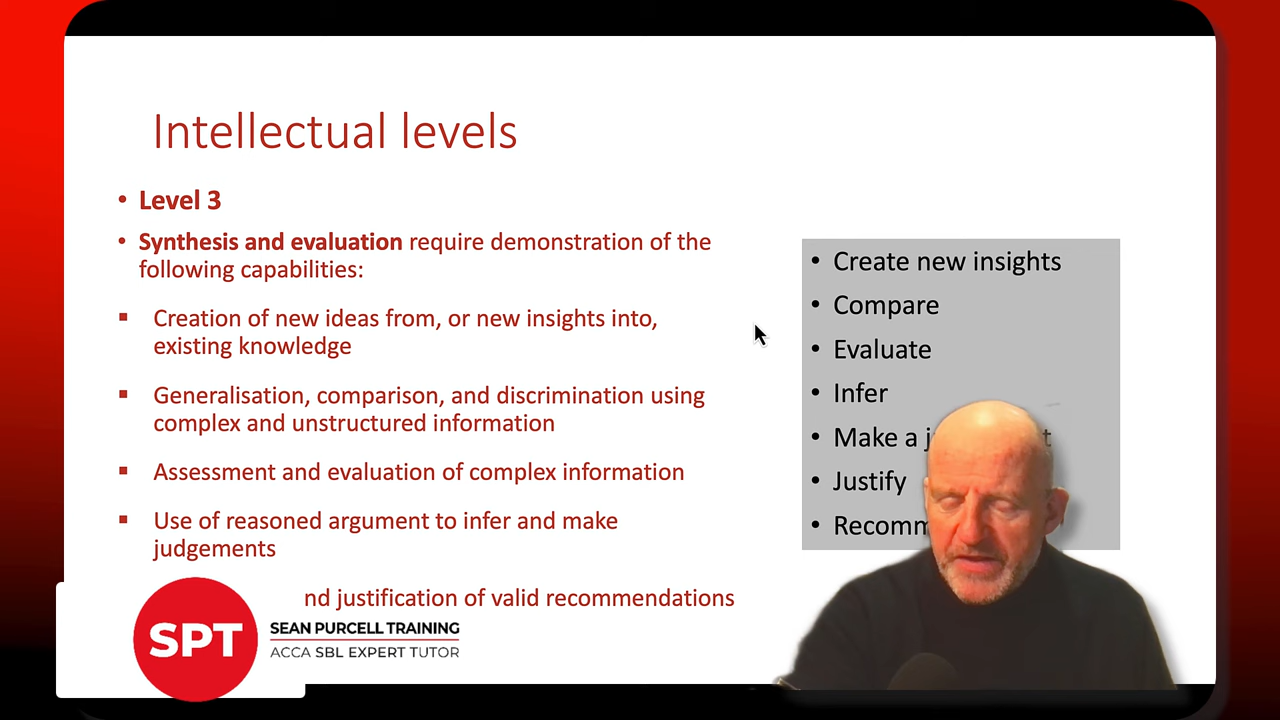 Intellectual levels
• Level 3
• Synthesis and evaluation require demonstration of the
following capabilities:
▪ Creation of new ideas from, or new insights into,
existing knowledge
▪ Generalisation, comparison, and discrimination using
complex and unstructured information
▪ Assessment and evaluation of complex information
▪ Use of reasoned argument to infer and make
judgements
justification of valid recommendations
• Create new insights
• Compare
• Evaluate
• Infer
• Make a
• Justify
SPT
SEAN PURCELL TRAINING
ACCA SBL EXPERT TUTOR